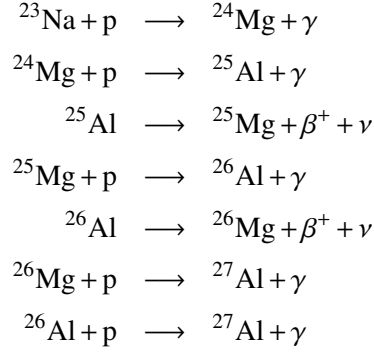 ²³Na + p ⟶ ²⁴Mg + γ
²⁴Mg + p ⟶ ²⁵Al + γ
²⁵Al ⟶ ²⁵Mg + β⁺ + ν
²⁵Mg + p ⟶ ²⁶Al + γ
²⁶Al ⟶ ²⁶Mg + β⁺ + ν
²⁶Mg + p ⟶ ²⁷Al + γ
²⁶Al + p ⟶ ²⁷Al + γ